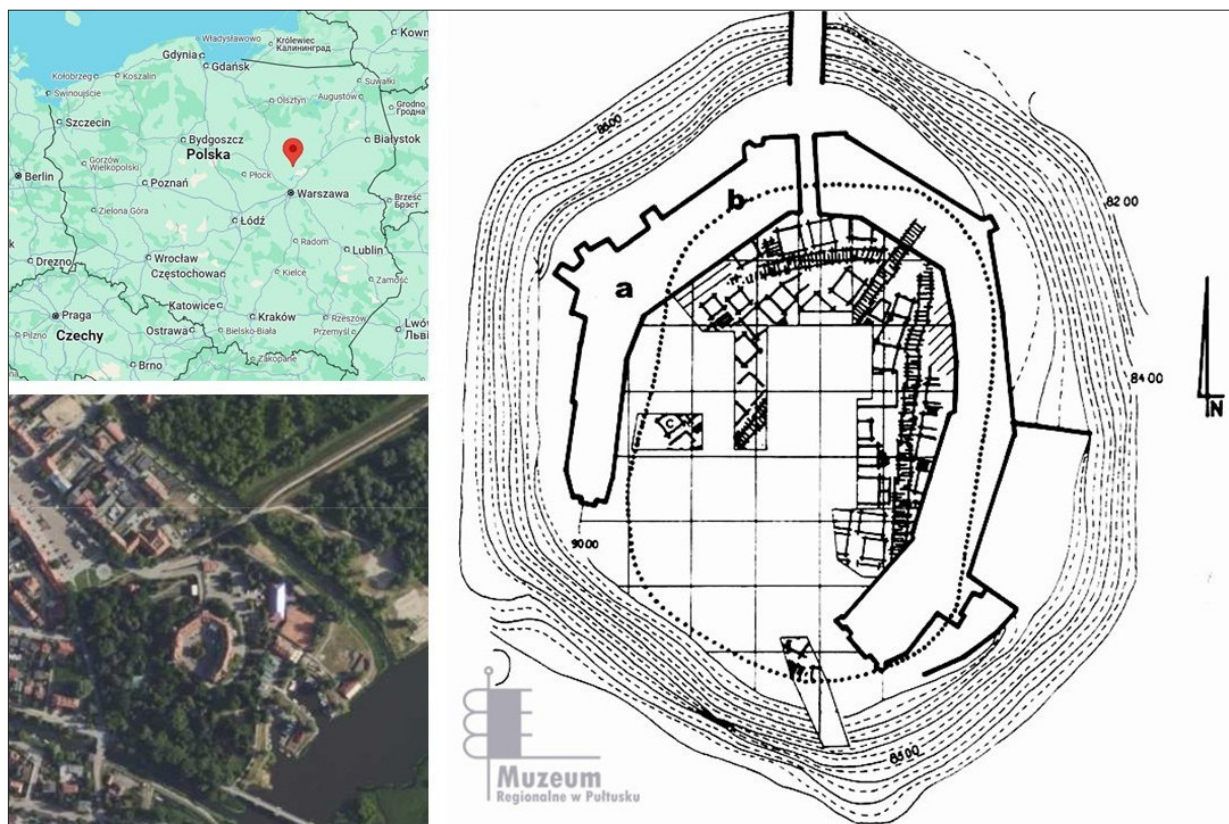 Władysławowo
Królewiec
Калининград
Kown
Gdynia
Gdańsk
Kołobrzeg
Koszalin
Suwałki
Świnoujście
Olsztyn
Augustów
Grodno
Гродна
Szczecin
Bydgoszcz
Białystok
Polska
Gorzów
Wielkopolski
Berlin
Płock
Poznań
Warszawa
Brześć
Брэст
Zielona Góra
Łódź
Radom
Lublin
Drezno
Wrocław
Częstochowa
Kielce
Zamość
Katowice
Praga
Kraków
Rzeszów
Lwów
Львів
Pilzno
Ostrawa
Bielsko-Biała
Przemyśl
Czechy
Zakopane
Brno
86 00
82 00
b
a
84 00
N
c
90 00
85 00
Muzeum
Regionalne w Pułtusku